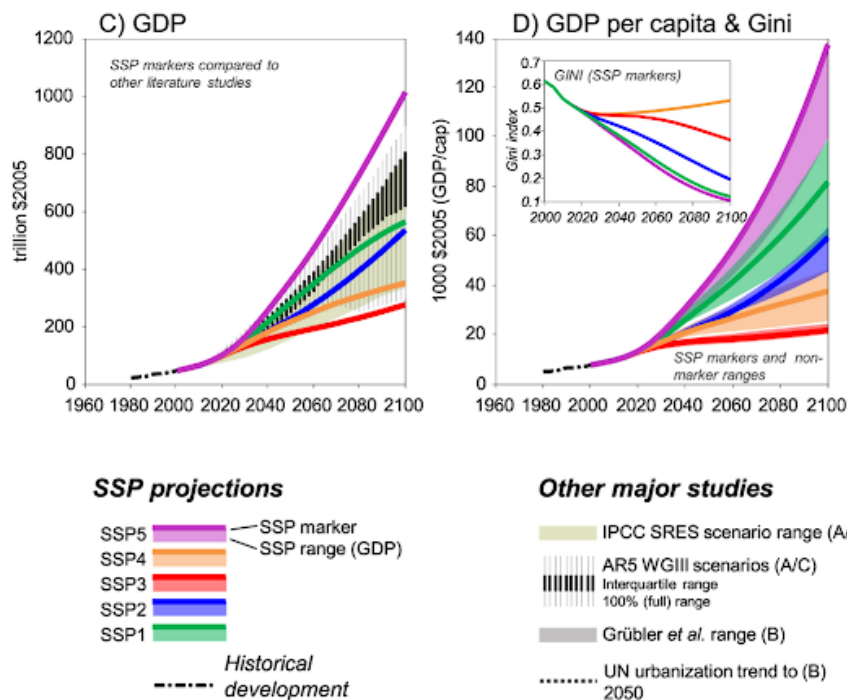 C) GDP
1200
1000
800
600
400
200
0
trillion $2005
SSP markers compared to
other literature studies
1960 1980 2000 2020 2040 2060 2080 2100
D) GDP per capita & Gini
140
120
100
80
60
40
20
0
1000 $2005 (GDP/cap)
GINI (SSP markers)
0.7
0.6
0.5
0.4
0.3
0.2
0.1
Gini index
2000 2020 2040 2060 2080 2100
SSP markers and non-
marker ranges
1960 1980 2000 2020 2040 2060 2080 2100
SSP projections
SSP5
SSP marker
SSP range (GDP)
SSP4
SSP3
SSP2
SSP1
Historical
development
Other major studies
IPCC SRES scenario range (A/
AR5 WGIII scenarios (A/C)
Interquartile range
100% (full) range
Grübler et al. range (B)
UN urbanization trend to (B)
2050